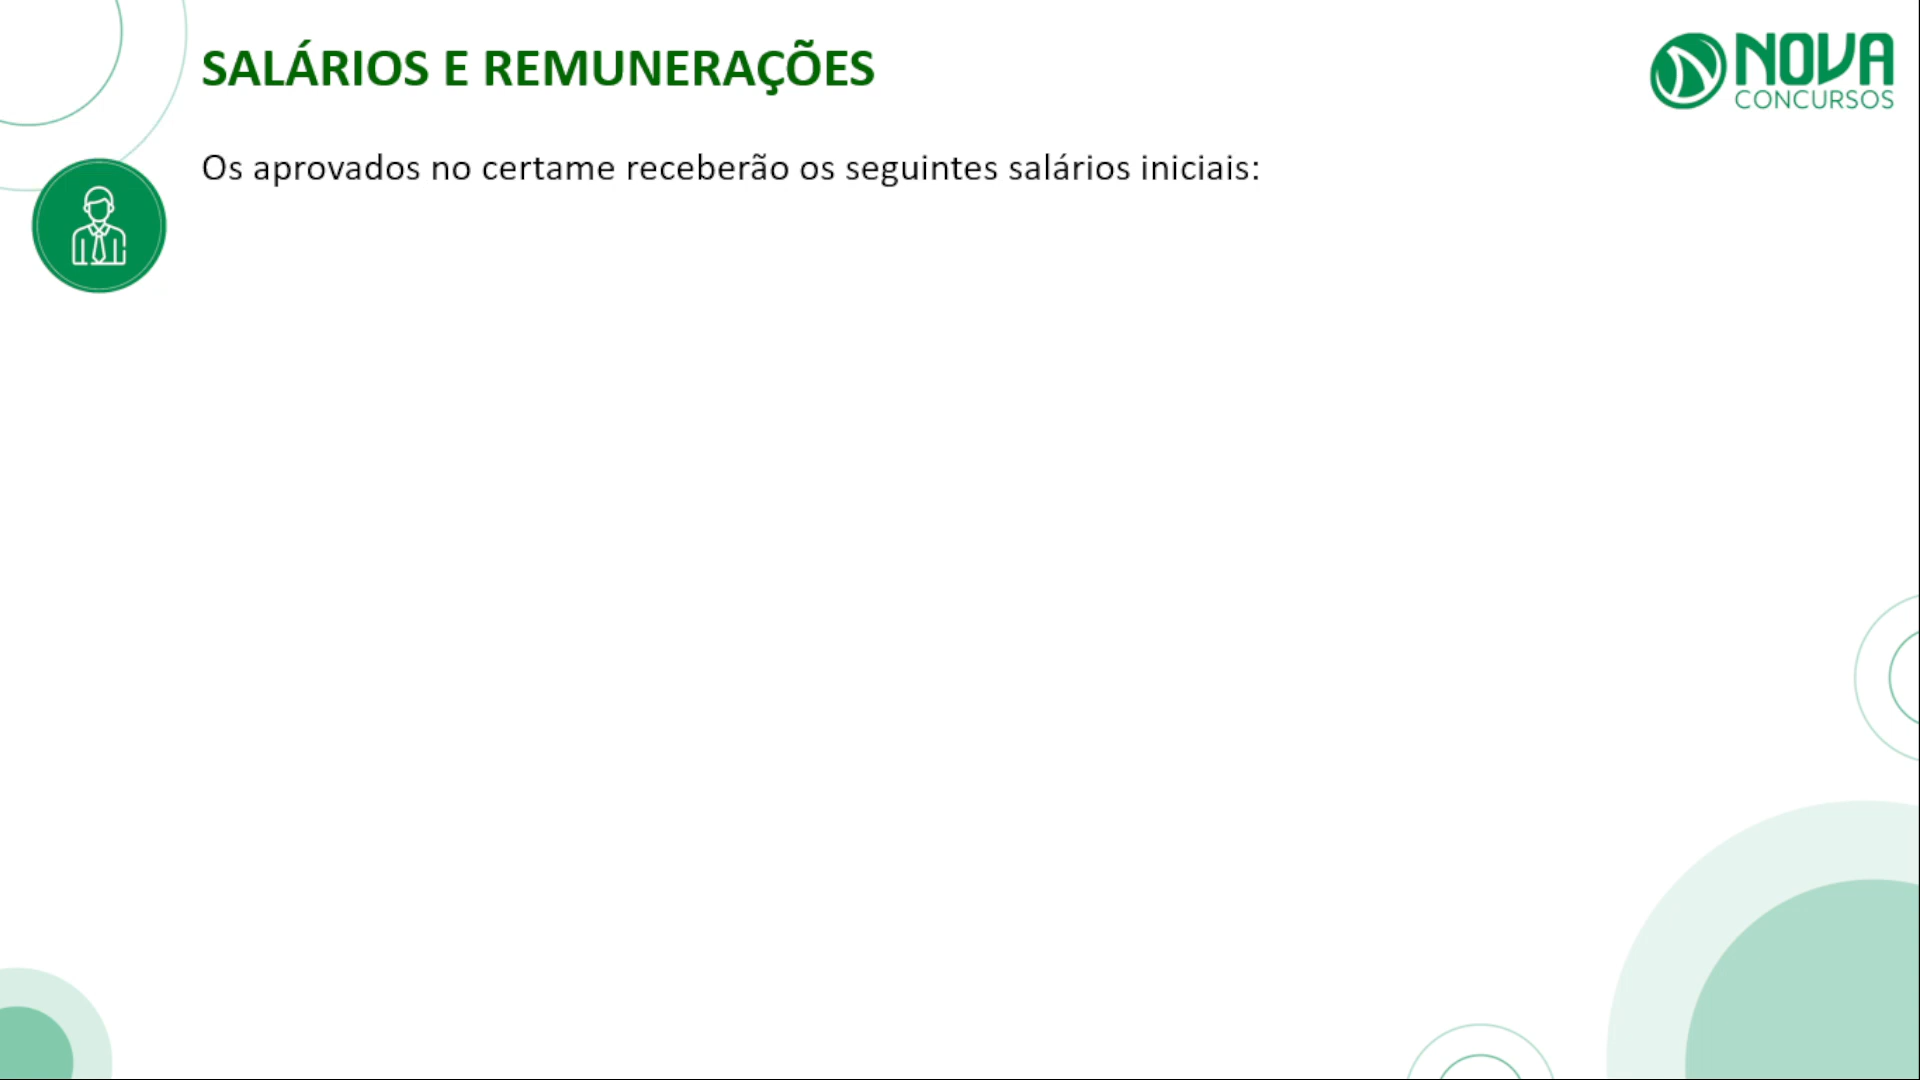 SALÁRIOS E REMUNERAÇÕES
NOVA
CONCURSOS
Os aprovados no certame receberão os seguintes salários iniciais: